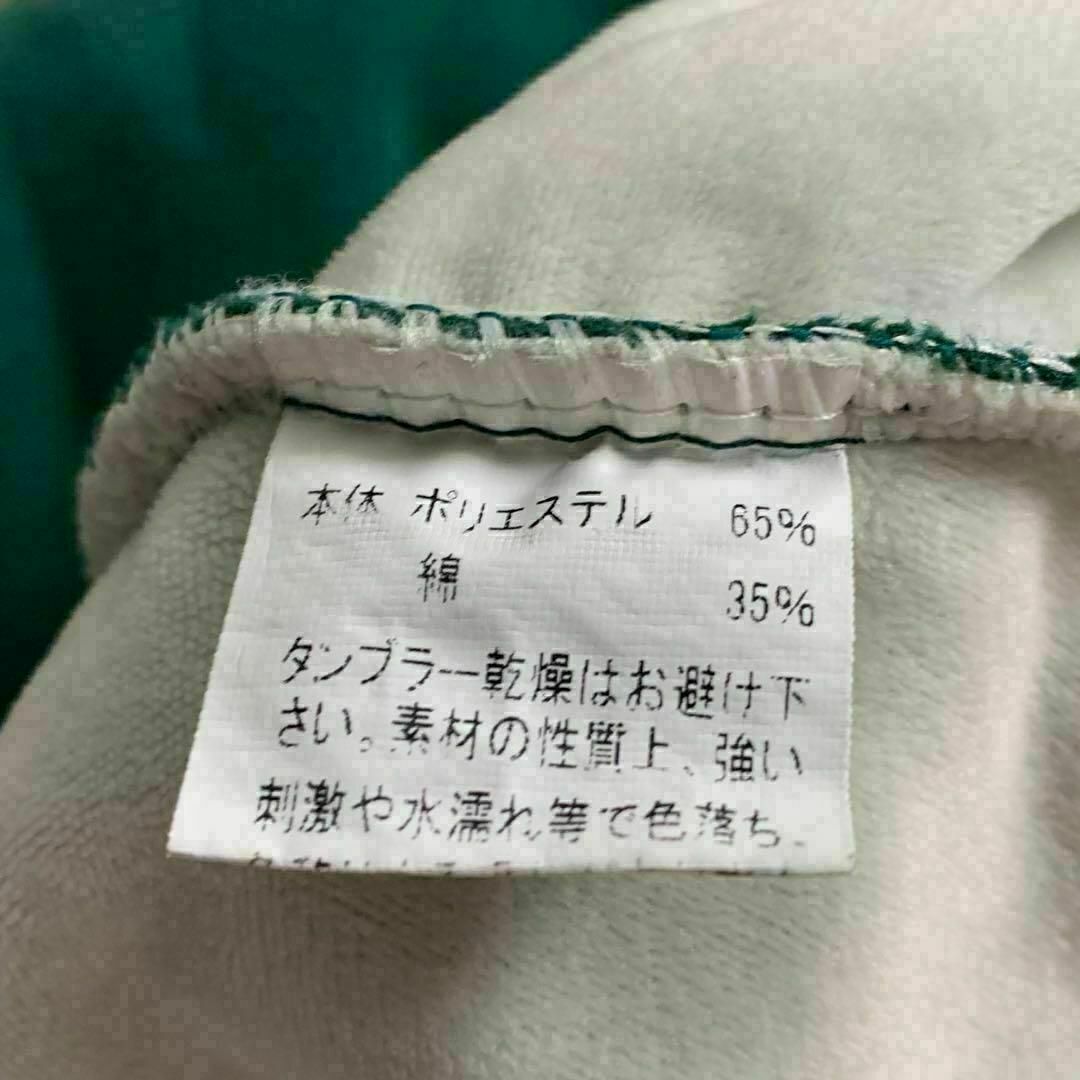 本体 ポリエステル 65%
綿 35%
タンブラー乾燥はお避け下
さい。素材の性質上、強い
刺激や水濡れ等で色落ち、